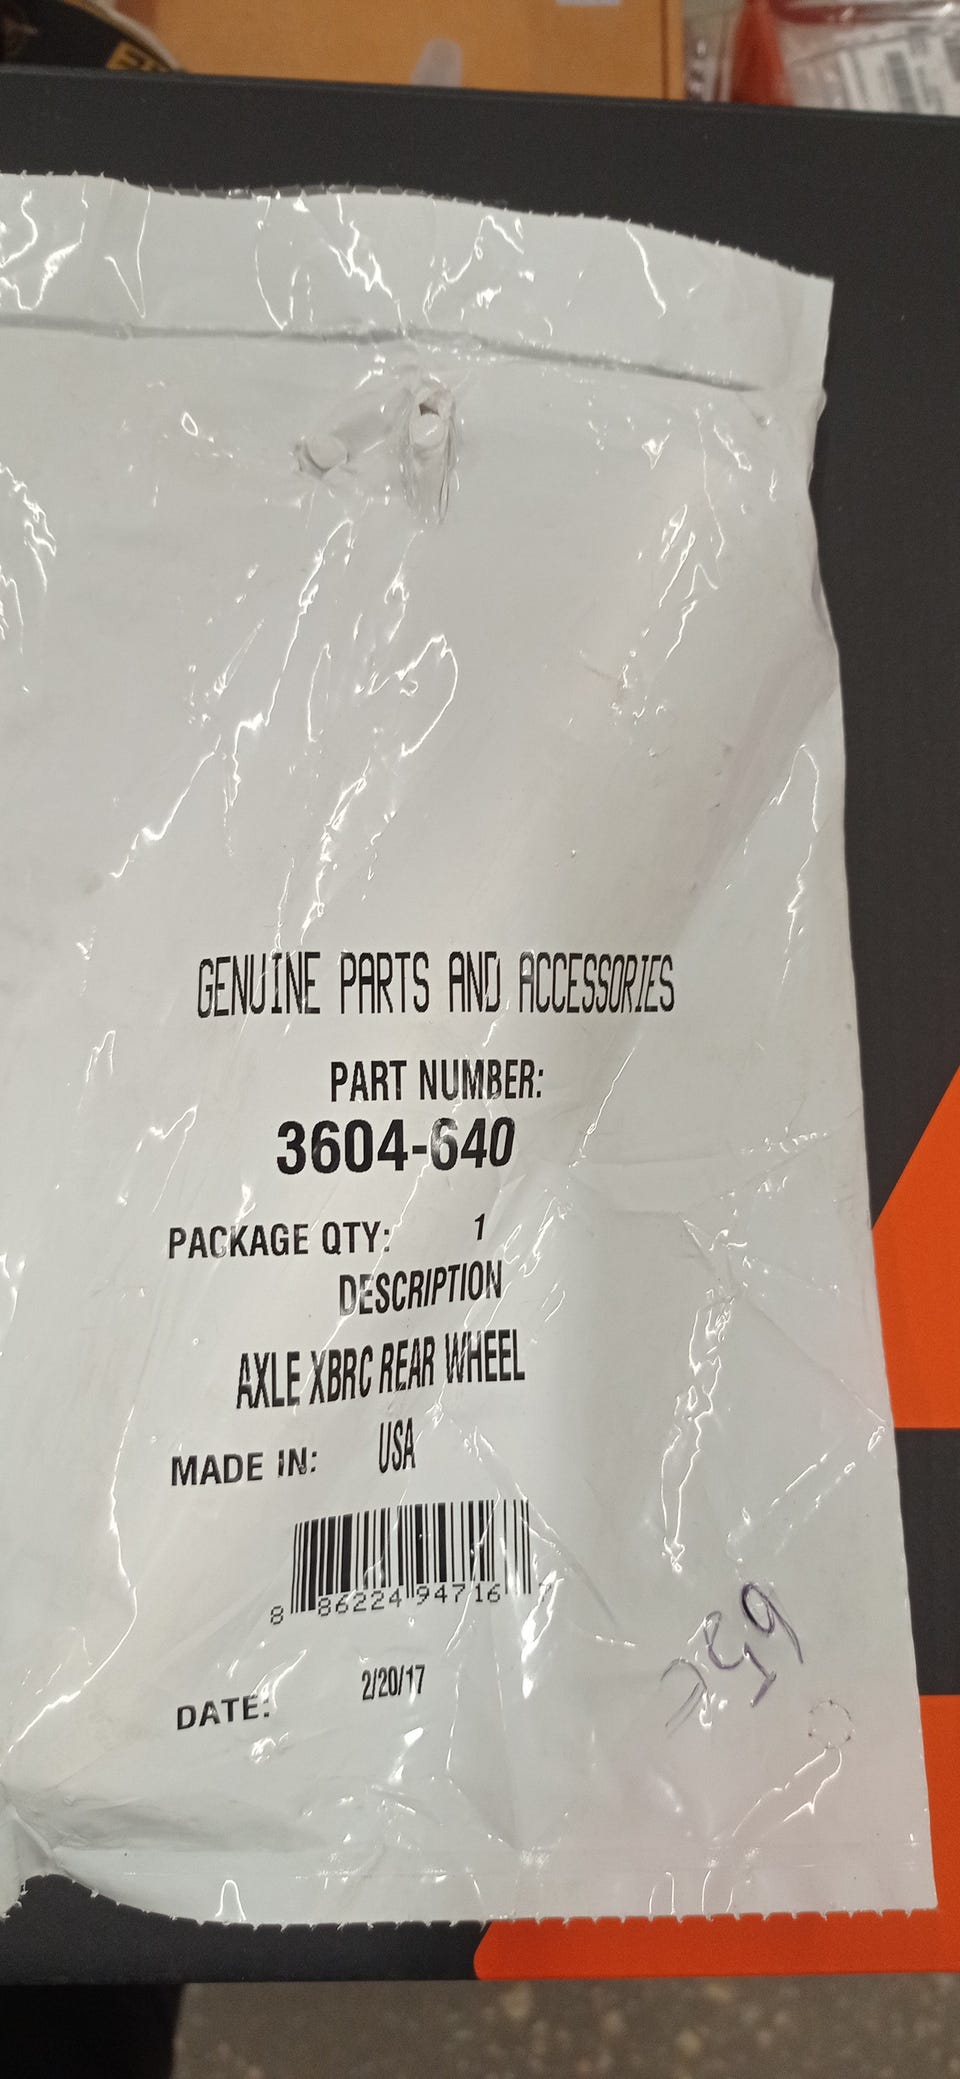 GENUINE PARTS AND ACCESSORIES
PART NUMBER:
3604-640
PACKAGE QTY: 1
DESCRIPTION
AXLE XBRC REAR WHEEL
MADE IN: USA
8 86224 94716 7
DATE: 2/20/17